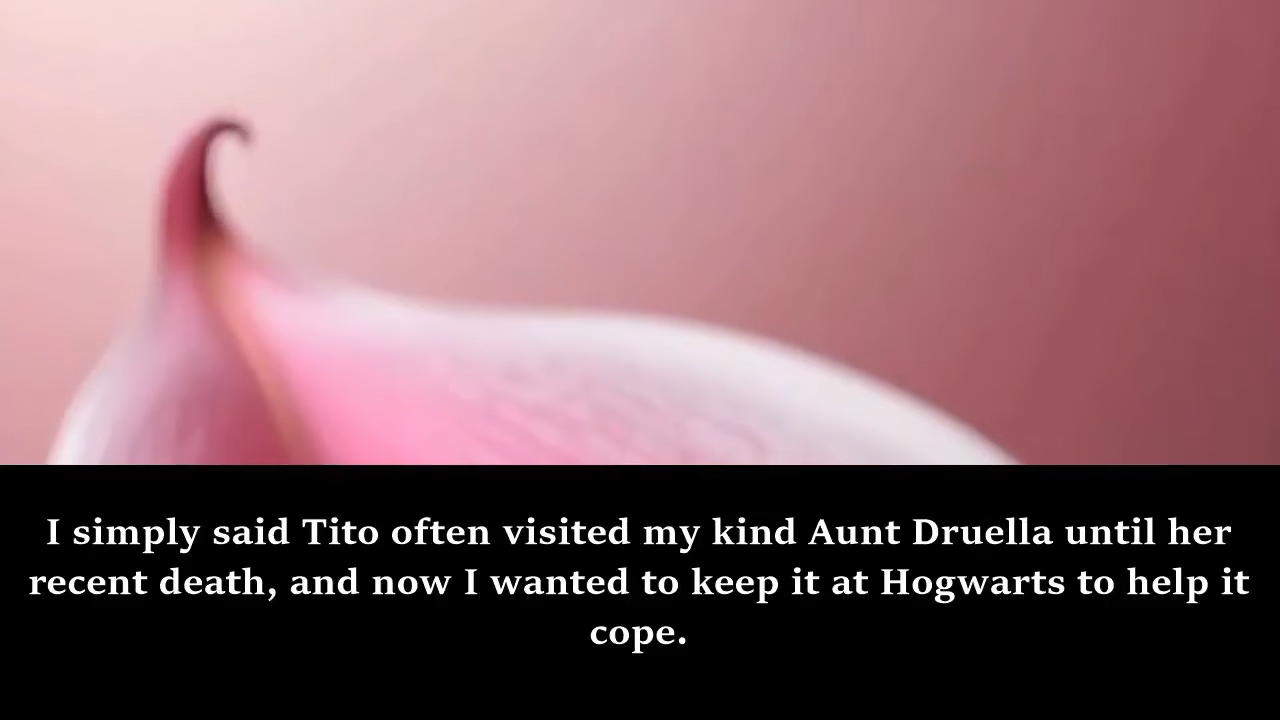 I simply said Tito often visited my kind Aunt Druella until her
recent death, and now I wanted to keep it at Hogwarts to help it
cope.